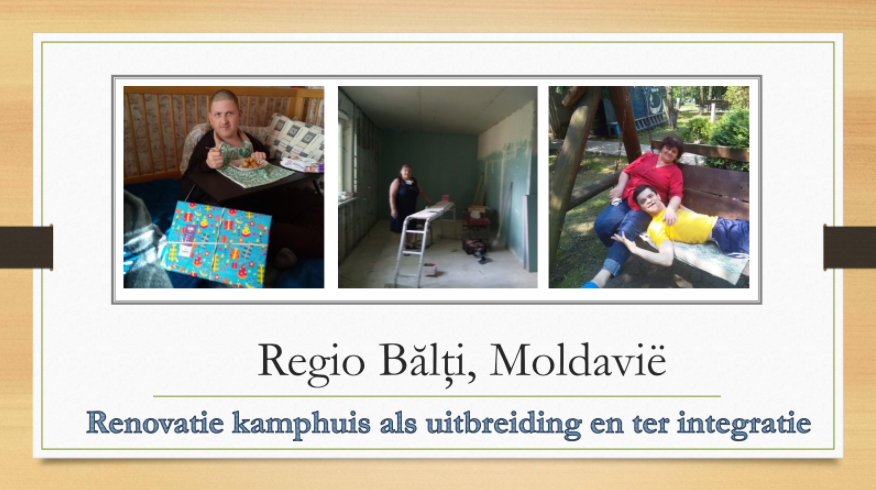 Regio Bălți, Moldavië
Renovatie kamphuis als uitbreiding en ter integratie